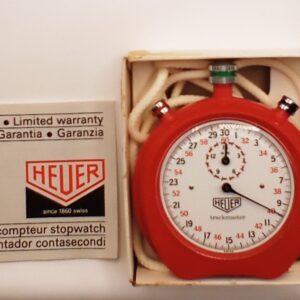 • Limited warranty
Garantia • Garanzia
HEUER
since 1860 swiss
compteur stopwatch
ntador contasecondi
HEUER
trackmaster